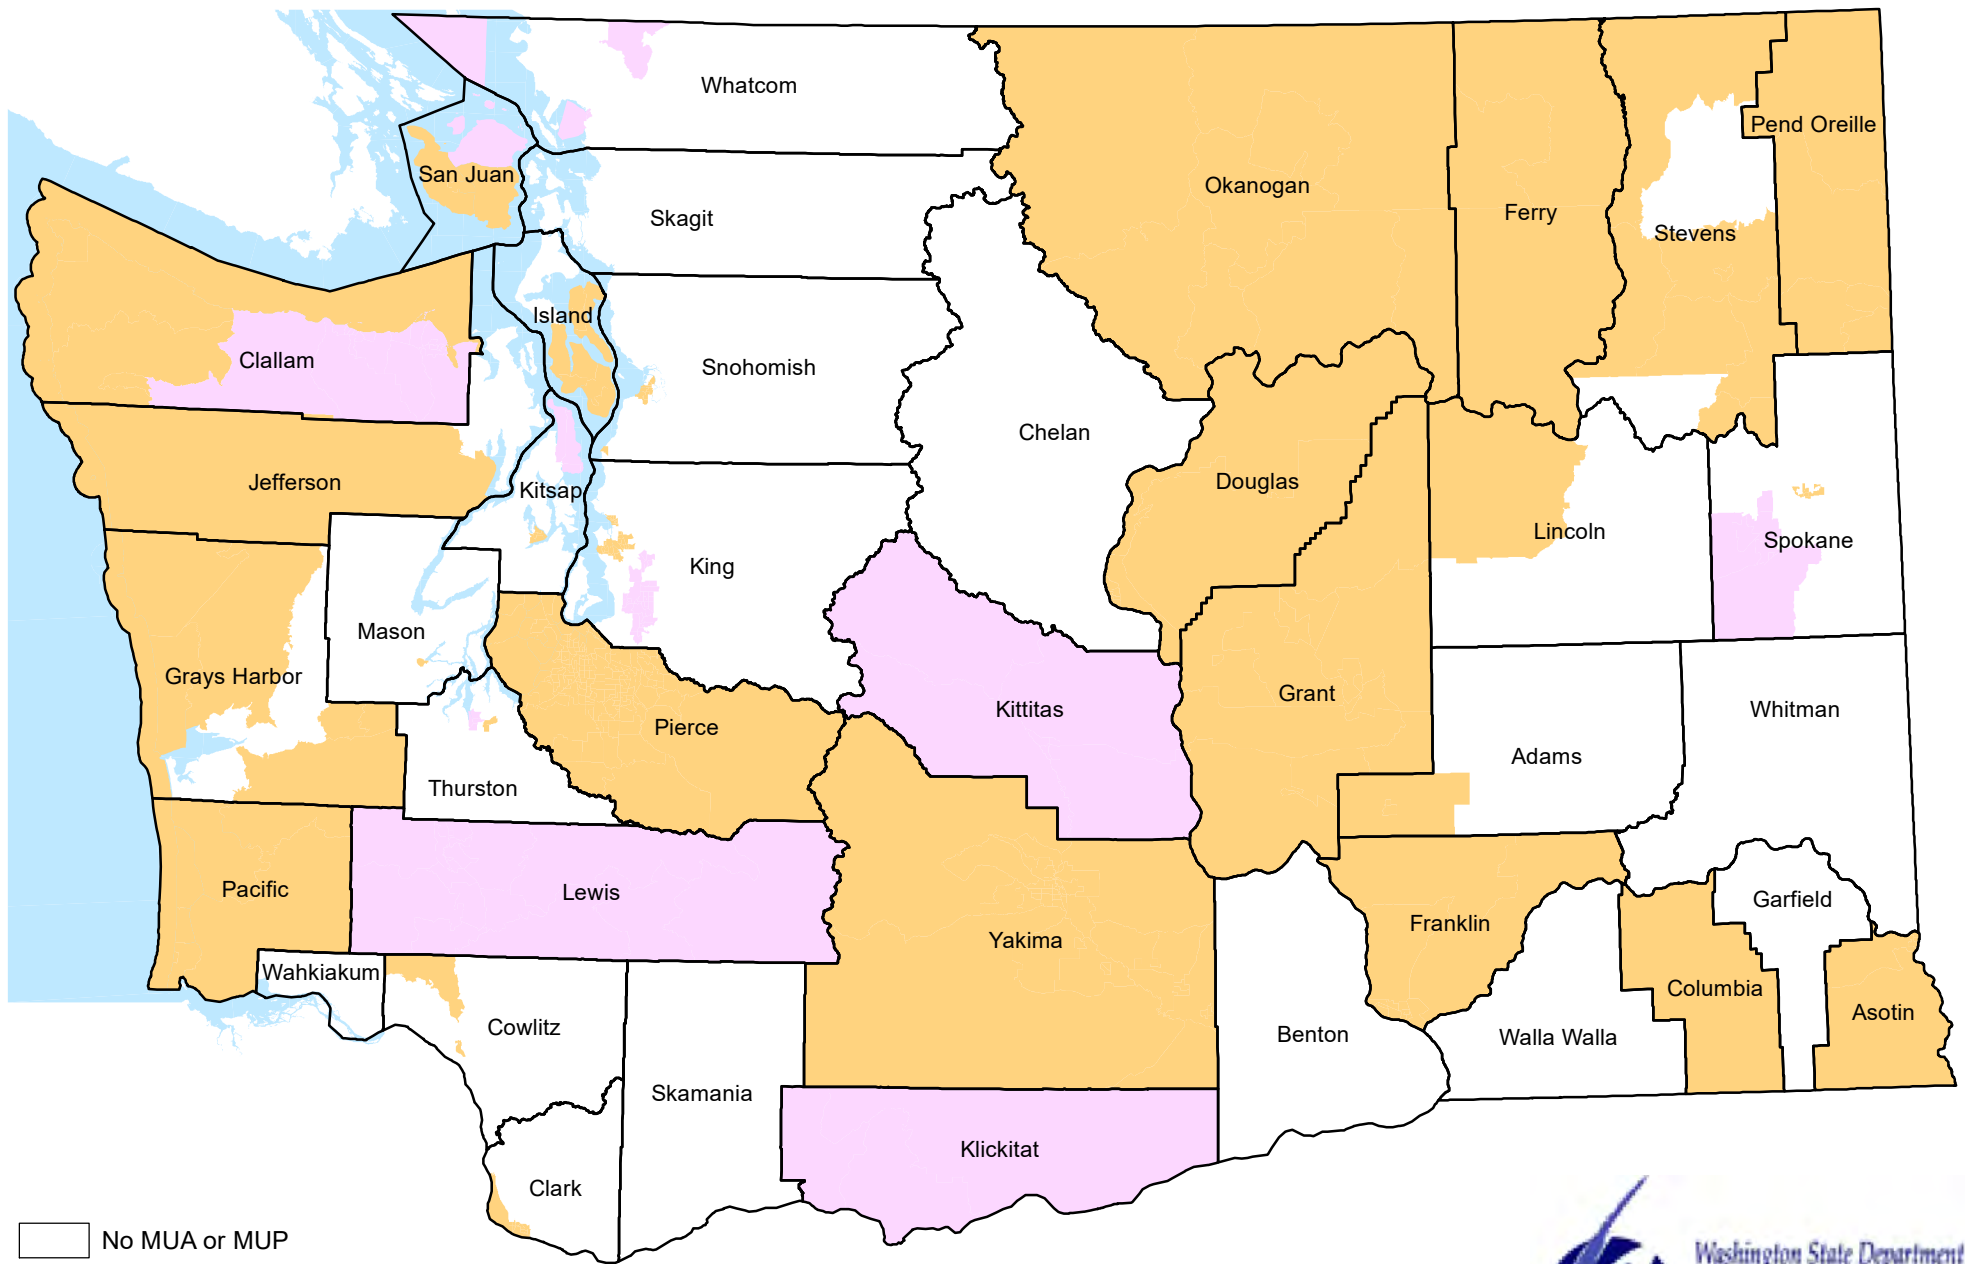 Whatcom
Pend Oreille
San Juan
Okanogan
Ferry
Skagit
Stevens
Island
Clallam
Snohomish
Chelan
Jefferson
Kitsap
Douglas
Lincoln
Spokane
King
Mason
Grays Harbor
Pierce
Kittitas
Grant
Whitman
Adams
Thurston
Pacific
Lewis
Yakima
Franklin
Garfield
Wahkiakum
Columbia
Asotin
Cowlitz
Benton
Walla Walla
Skamania
Klickitat
Clark
No MUA or MUP
Washington State Department